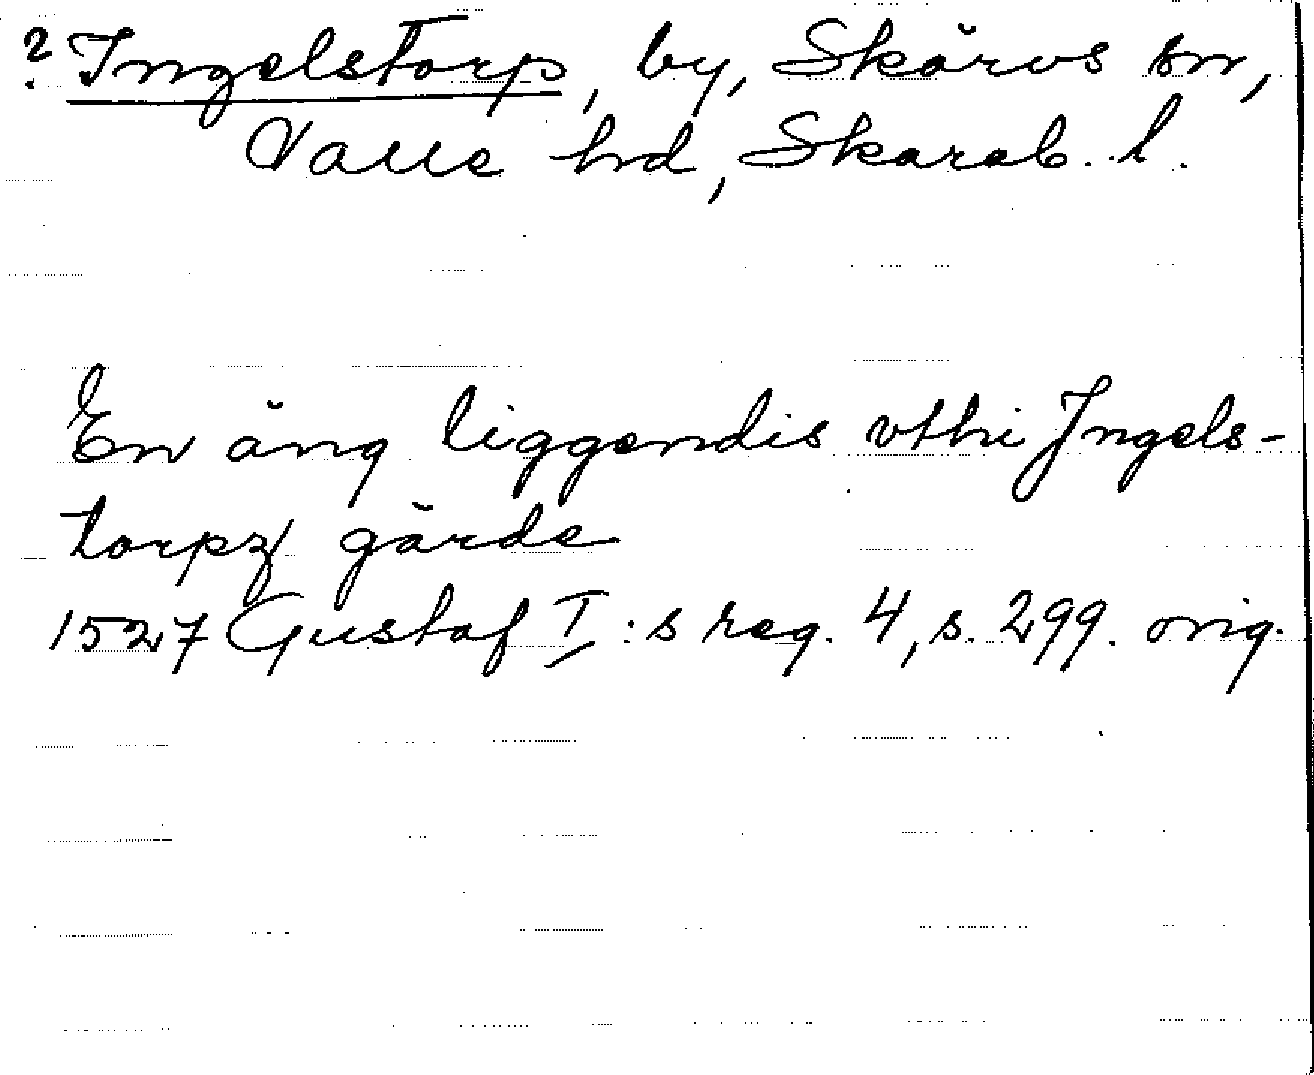 ? Ingelstorp, by, Skärvs sn,
Valle hd, Skarab. l.
En äng liggendis vthi Jngels-
torpz gärde
1527 Gustaf I:s reg. 4, s. 299. orig.